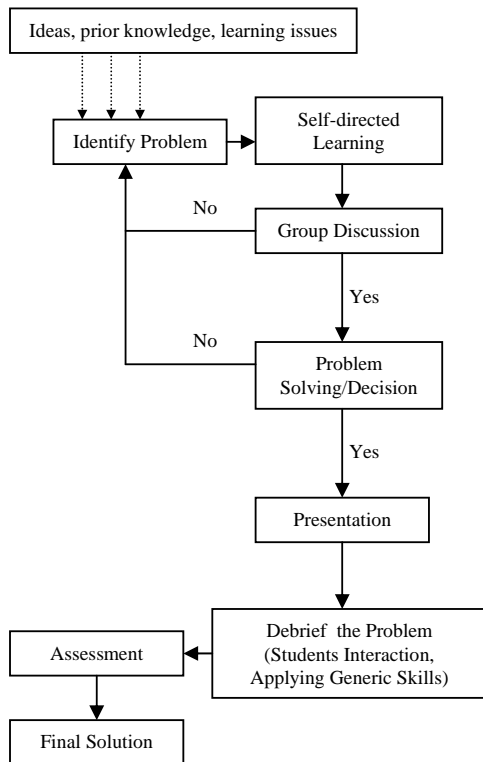 Ideas, prior knowledge, learning issues
Identify Problem
Self-directed
Learning
No
Group Discussion
Yes
No
Problem
Solving/Decision
Yes
Presentation
Debrief the Problem
(Students Interaction,
Applying Generic Skills)
Assessment
Final Solution